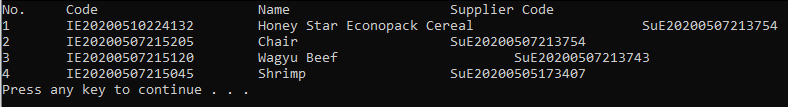 No. Code Name Supplier Code
1 IE20200510224132 Honey Star Econopack Cereal SuE20200507213754
2 IE20200507215205 Chair SuE20200507213754
3 IE20200507215120 Wagyu Beef SuE20200507213743
4 IE20200507215045 Shrimp SuE20200505173407
Press any key to continue . . .